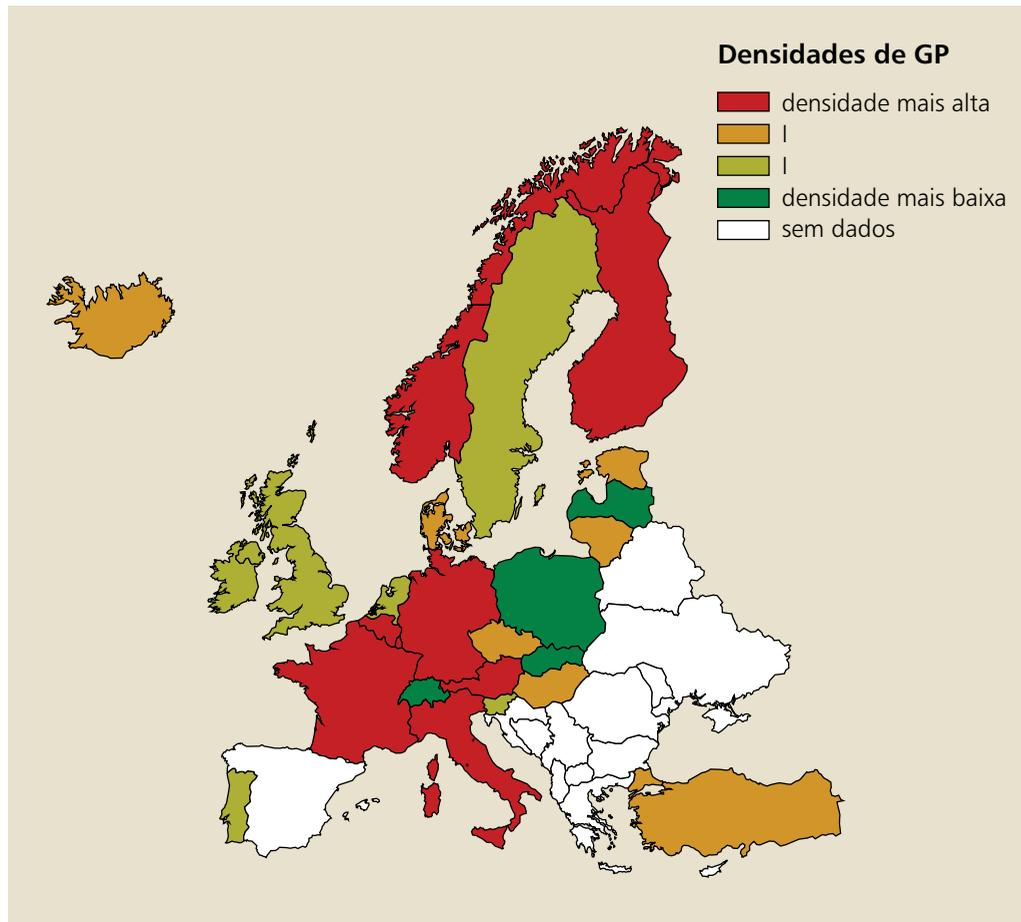 Densidades de GP
densidade mais alta
|
|
densidade mais baixa
sem dados